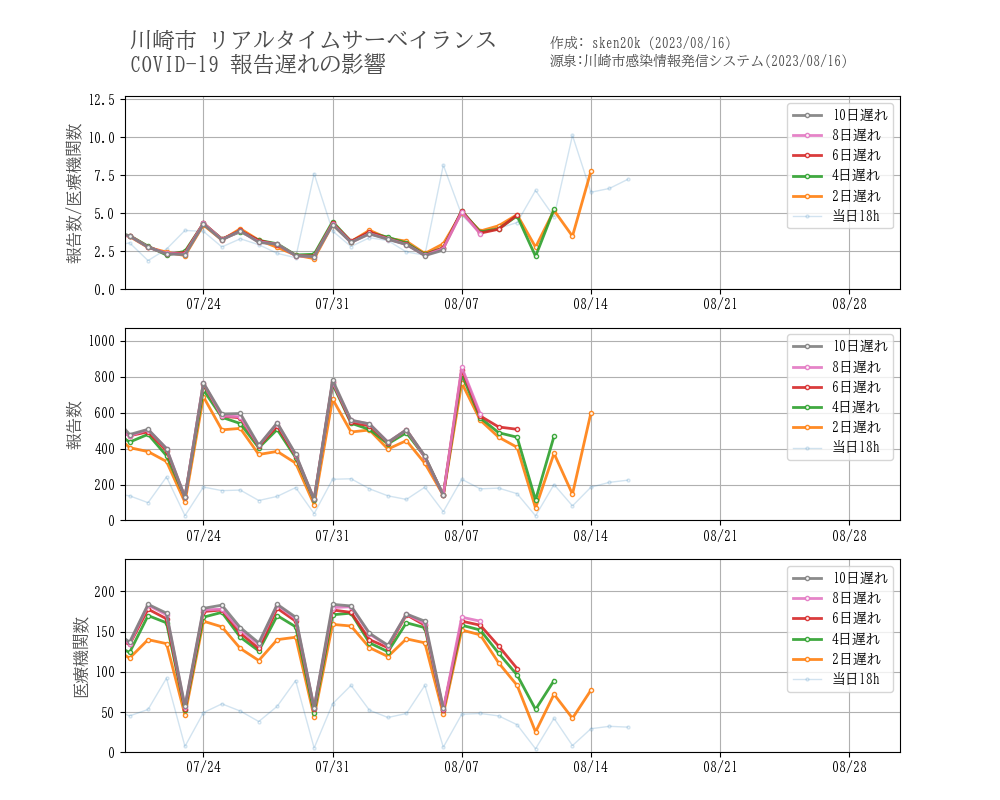 川崎市 リアルタイムサーベイランス
COVID-19 報告遅れの影響
作成: sken20k (2023/08/16)
源泉:川崎市感染情報発信システム(2023/08/16)
報告数/医療機関数
12.5
10.0
7.5
5.0
2.5
0.0
10日遅れ
8日遅れ
6日遅れ
4日遅れ
2日遅れ
当日18h
07/24 07/31 08/07 08/14 08/21 08/28
報告数
1000
800
600
400
200
0
10日遅れ
8日遅れ
6日遅れ
4日遅れ
2日遅れ
当日18h
07/24 07/31 08/07 08/14 08/21 08/28
医療機関数
200
150
100
50
0
10日遅れ
8日遅れ
6日遅れ
4日遅れ
2日遅れ
当日18h
07/24 07/31 08/07 08/14 08/21 08/28